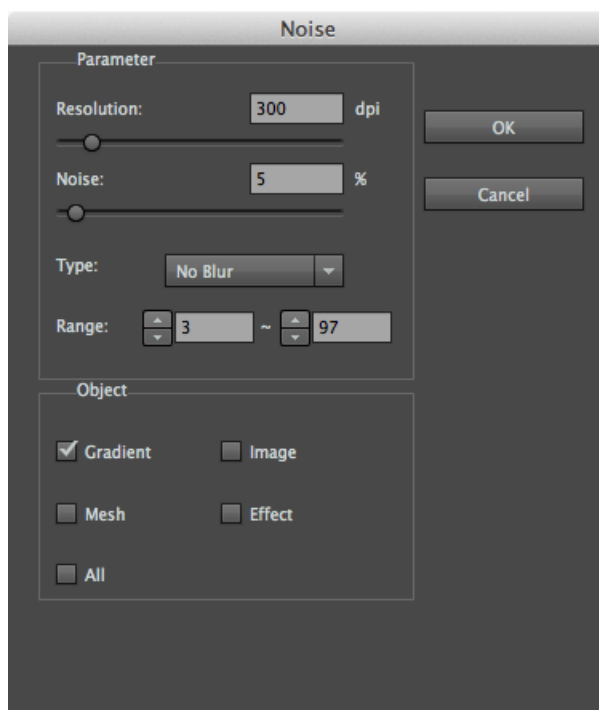 Noise
Parameter
Resolution: 300 dpi
OK
Noise: 5 %
Cancel
Type: No Blur
Range: 3 ~ 97
Object
Gradient Image
Mesh Effect
All